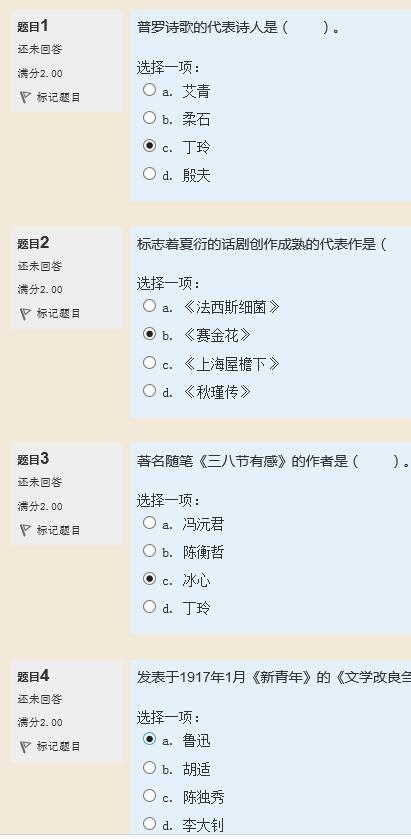 题目1
还未回答
满分2.00
标记题目
普罗诗歌的代表诗人是（　　）。
选择一项：
a. 艾青
b. 柔石
c. 丁玲
d. 殷夫
题目2
还未回答
满分2.00
标记题目
标志着夏衍的话剧创作成熟的代表作是（
选择一项：
a. 《法西斯细菌》
b. 《赛金花》
c. 《上海屋檐下》
d. 《秋瑾传》
题目3
还未回答
满分2.00
标记题目
著名随笔《三八节有感》的作者是（　　）。
选择一项：
a. 冯沅君
b. 陈衡哲
c. 冰心
d. 丁玲
题目4
还未回答
满分2.00
标记题目
发表于1917年1月《新青年》的《文学改良
选择一项：
a. 鲁迅
b. 胡适
c. 陈独秀
d. 李大钊